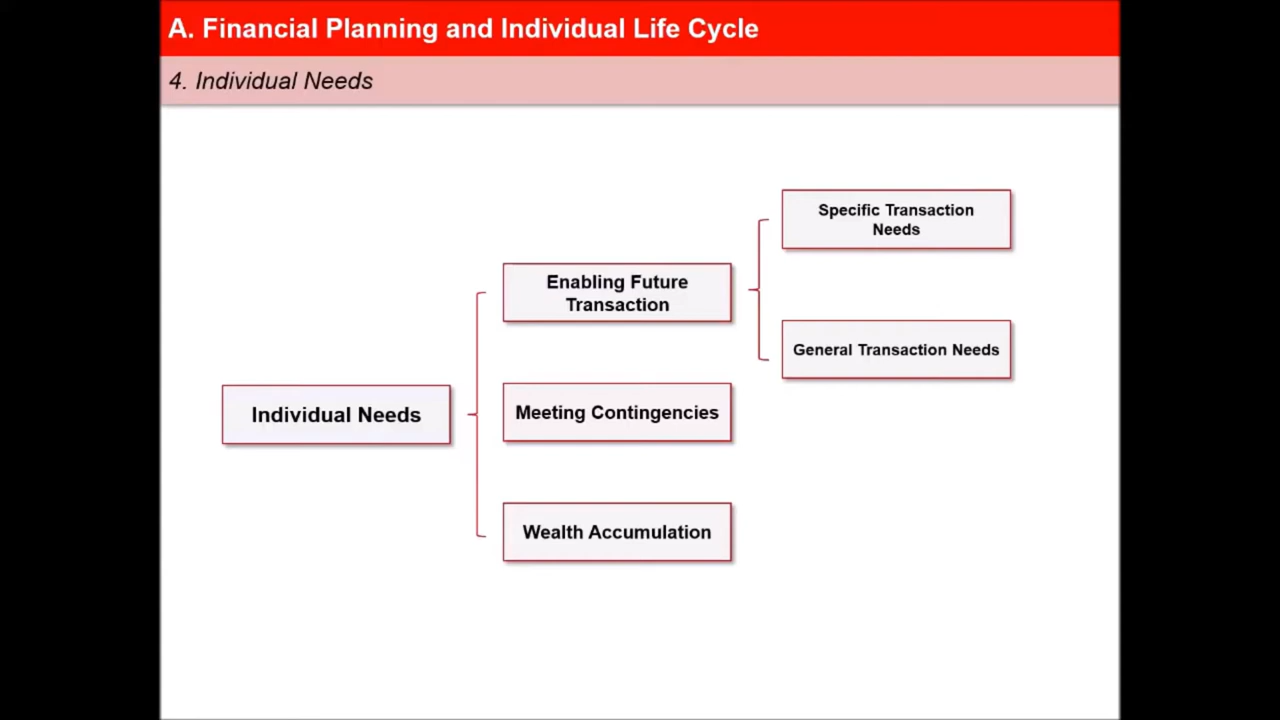 A. Financial Planning and Individual Life Cycle
4. Individual Needs
Specific Transaction
Needs
Enabling Future
Transaction
General Transaction Needs
Individual Needs
Meeting Contingencies
Wealth Accumulation